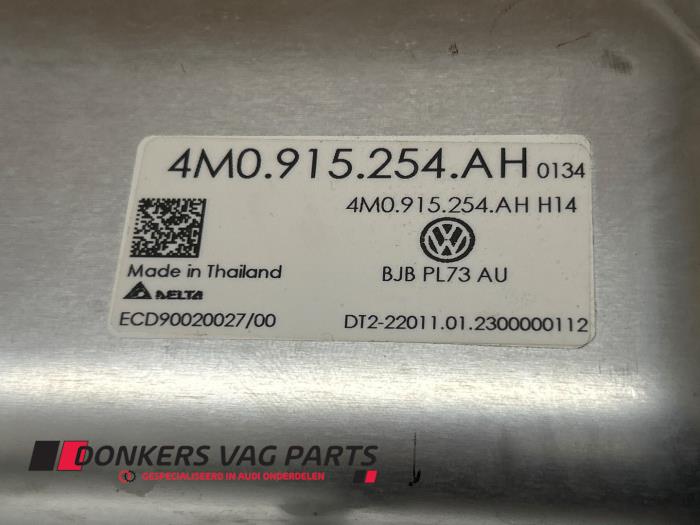 4M0.915.254.AH 0134
4M0.915.254.AH H14
Made in Thailand
BJB PL73 AU
DELTA
ECD90020027/00
DT2-22011.01.2300000112
DONKERS VAG PARTS
GESPECIALISEERD IN AUDI ONDERDELEN